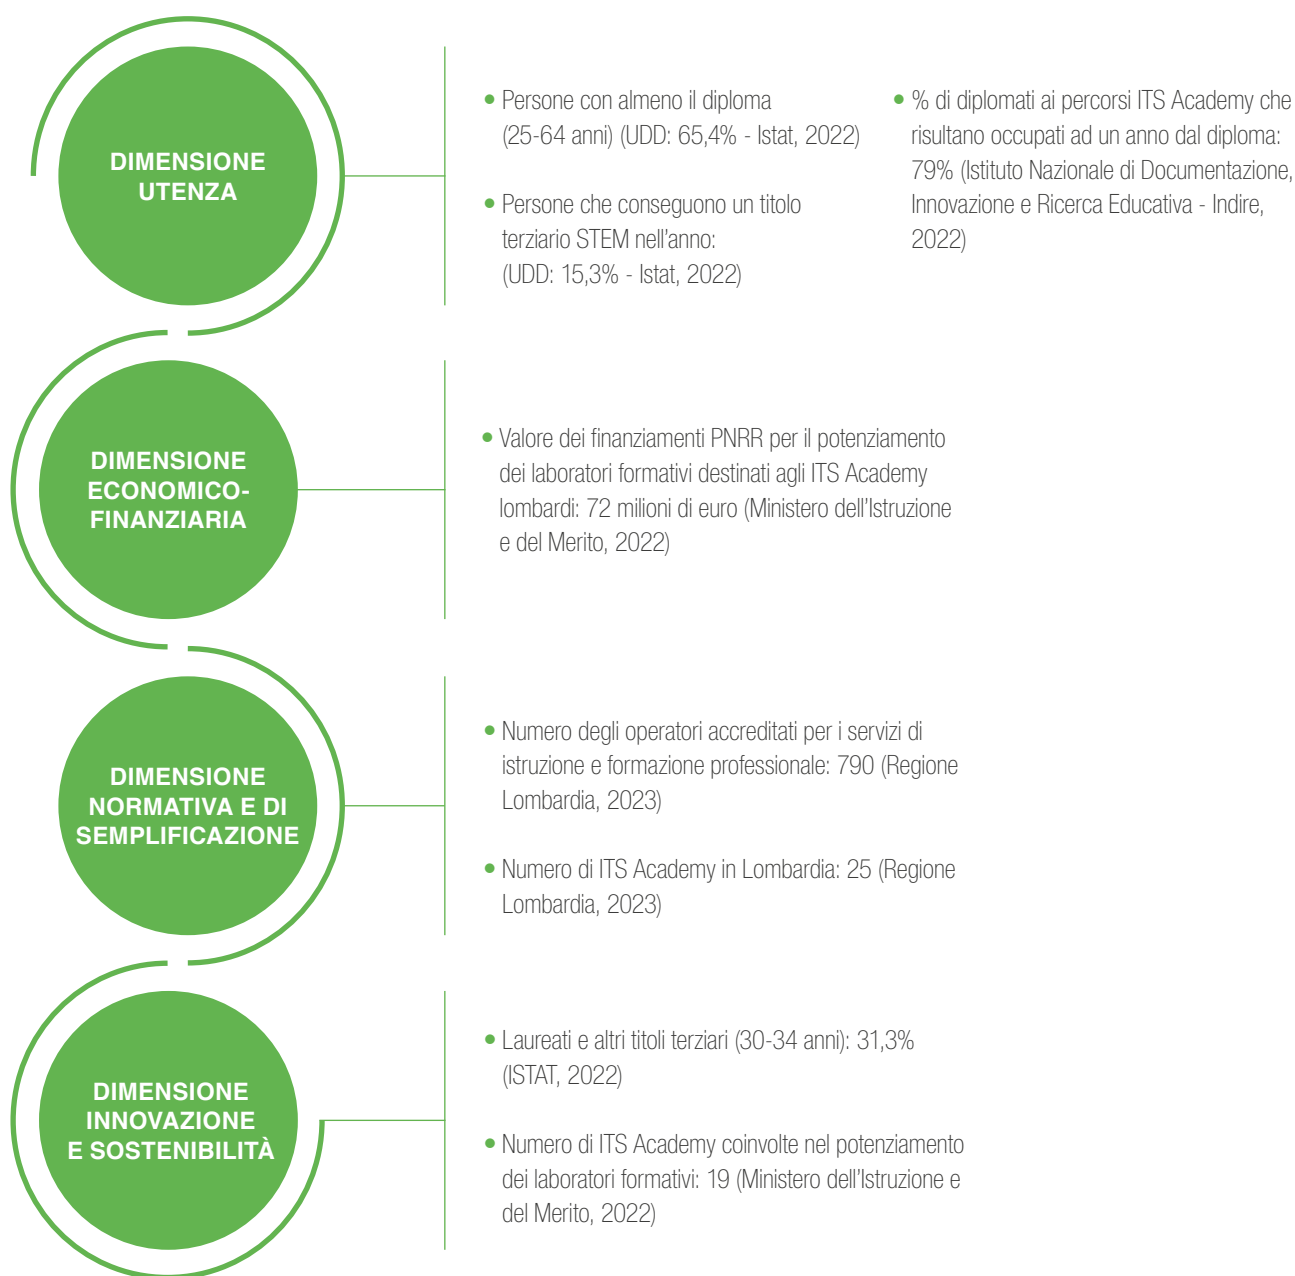 DIMENSIONE
UTENZA
• Persone con almeno il diploma
(25-64 anni) (UDD: 65,4% - Istat, 2022)
• Persone che conseguono un titolo
terziario STEM nell'anno:
(UDD: 15,3% - Istat, 2022)
• % di diplomati ai percorsi ITS Academy che
risultano occupati ad un anno dal diploma:
79% (Istituto Nazionale di Documentazione,
Innovazione e Ricerca Educativa - Indire,
2022)
DIMENSIONE
ECONOMICO-
FINANZIARIA
• Valore dei finanziamenti PNRR per il potenziamento
dei laboratori formativi destinati agli ITS Academy
lombardi: 72 milioni di euro (Ministero dell'Istruzione
e del Merito, 2022)
DIMENSIONE
NORMATIVA E DI
SEMPLIFICAZIONE
• Numero degli operatori accreditati per i servizi di
istruzione e formazione professionale: 790 (Regione
Lombardia, 2023)
• Numero di ITS Academy in Lombardia: 25 (Regione
Lombardia, 2023)
DIMENSIONE
INNOVAZIONE
E SOSTENIBILITÀ
• Laureati e altri titoli terziari (30-34 anni): 31,3%
(ISTAT, 2022)
• Numero di ITS Academy coinvolte nel potenziamento
dei laboratori formativi: 19 (Ministero dell'Istruzione e
del Merito, 2022)